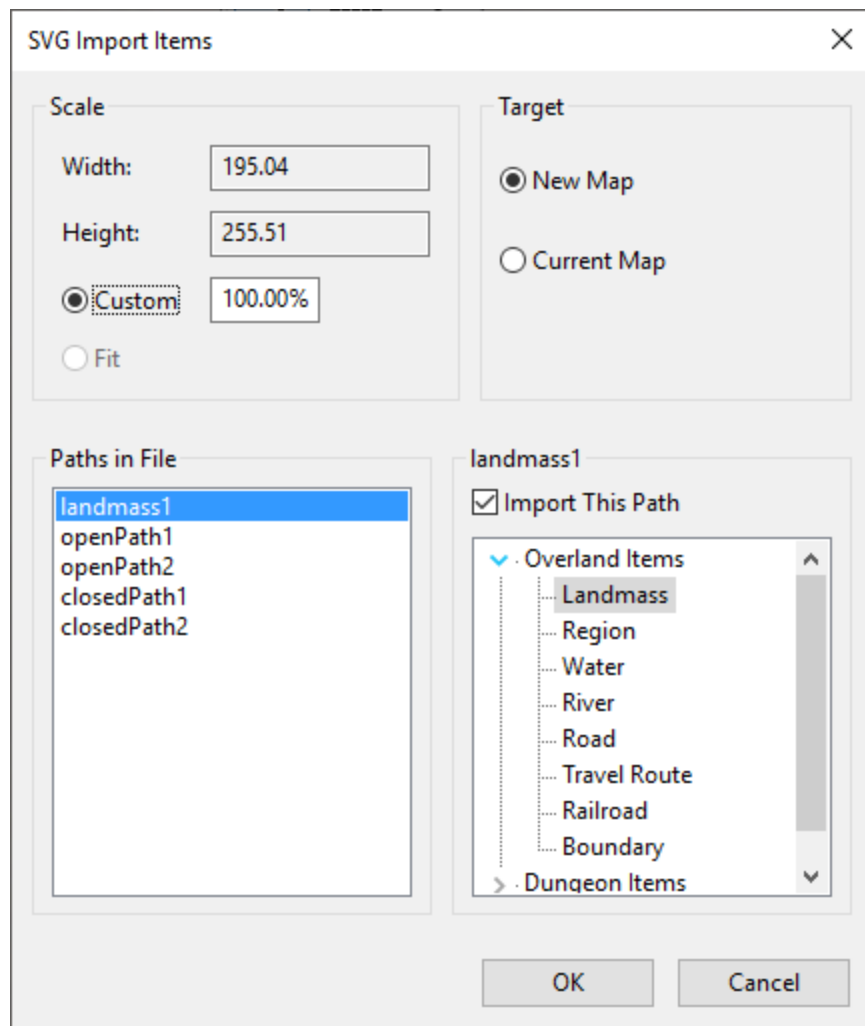 SVG Import Items
Scale
Width: 195.04
Height: 255.51
Custom 100.00%
Fit
Target
New Map
Current Map
Paths in File
landmass1
openPath1
openPath2
closedPath1
closedPath2
landmass1
Import This Path
Overland Items
Landmass
Region
Water
River
Road
Travel Route
Railroad
Boundary
Dungeon Items
OK
Cancel